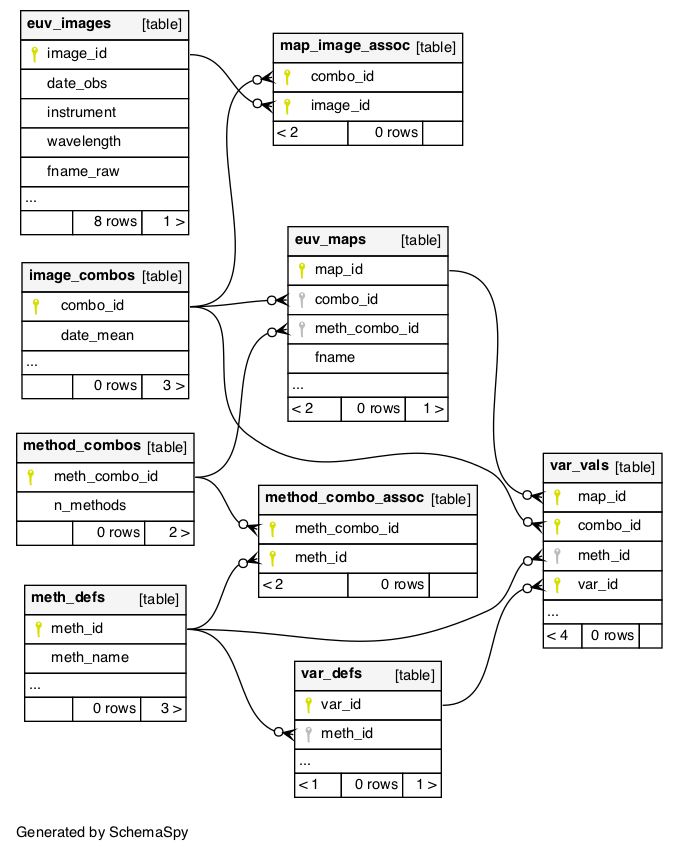 euv_images [table]
image_id
date_obs
instrument
wavelength
fname_raw
...
8 rows 1 >
map_image_assoc [table]
combo_id
image_id
< 2 0 rows
image_combos [table]
combo_id
date_mean
...
0 rows 3 >
euv_maps [table]
map_id
combo_id
meth_combo_id
fname
...
< 2 0 rows 1 >
method_combos [table]
meth_combo_id
n_methods
0 rows 2 >
method_combo_assoc [table]
meth_combo_id
meth_id
< 2 0 rows
var_vals [table]
map_id
combo_id
meth_id
var_id
...
< 4 0 rows
meth_defs [table]
meth_id
meth_name
...
0 rows 3 >
var_defs [table]
var_id
meth_id
...
< 1 0 rows 1 >
Generated by SchemaSpy